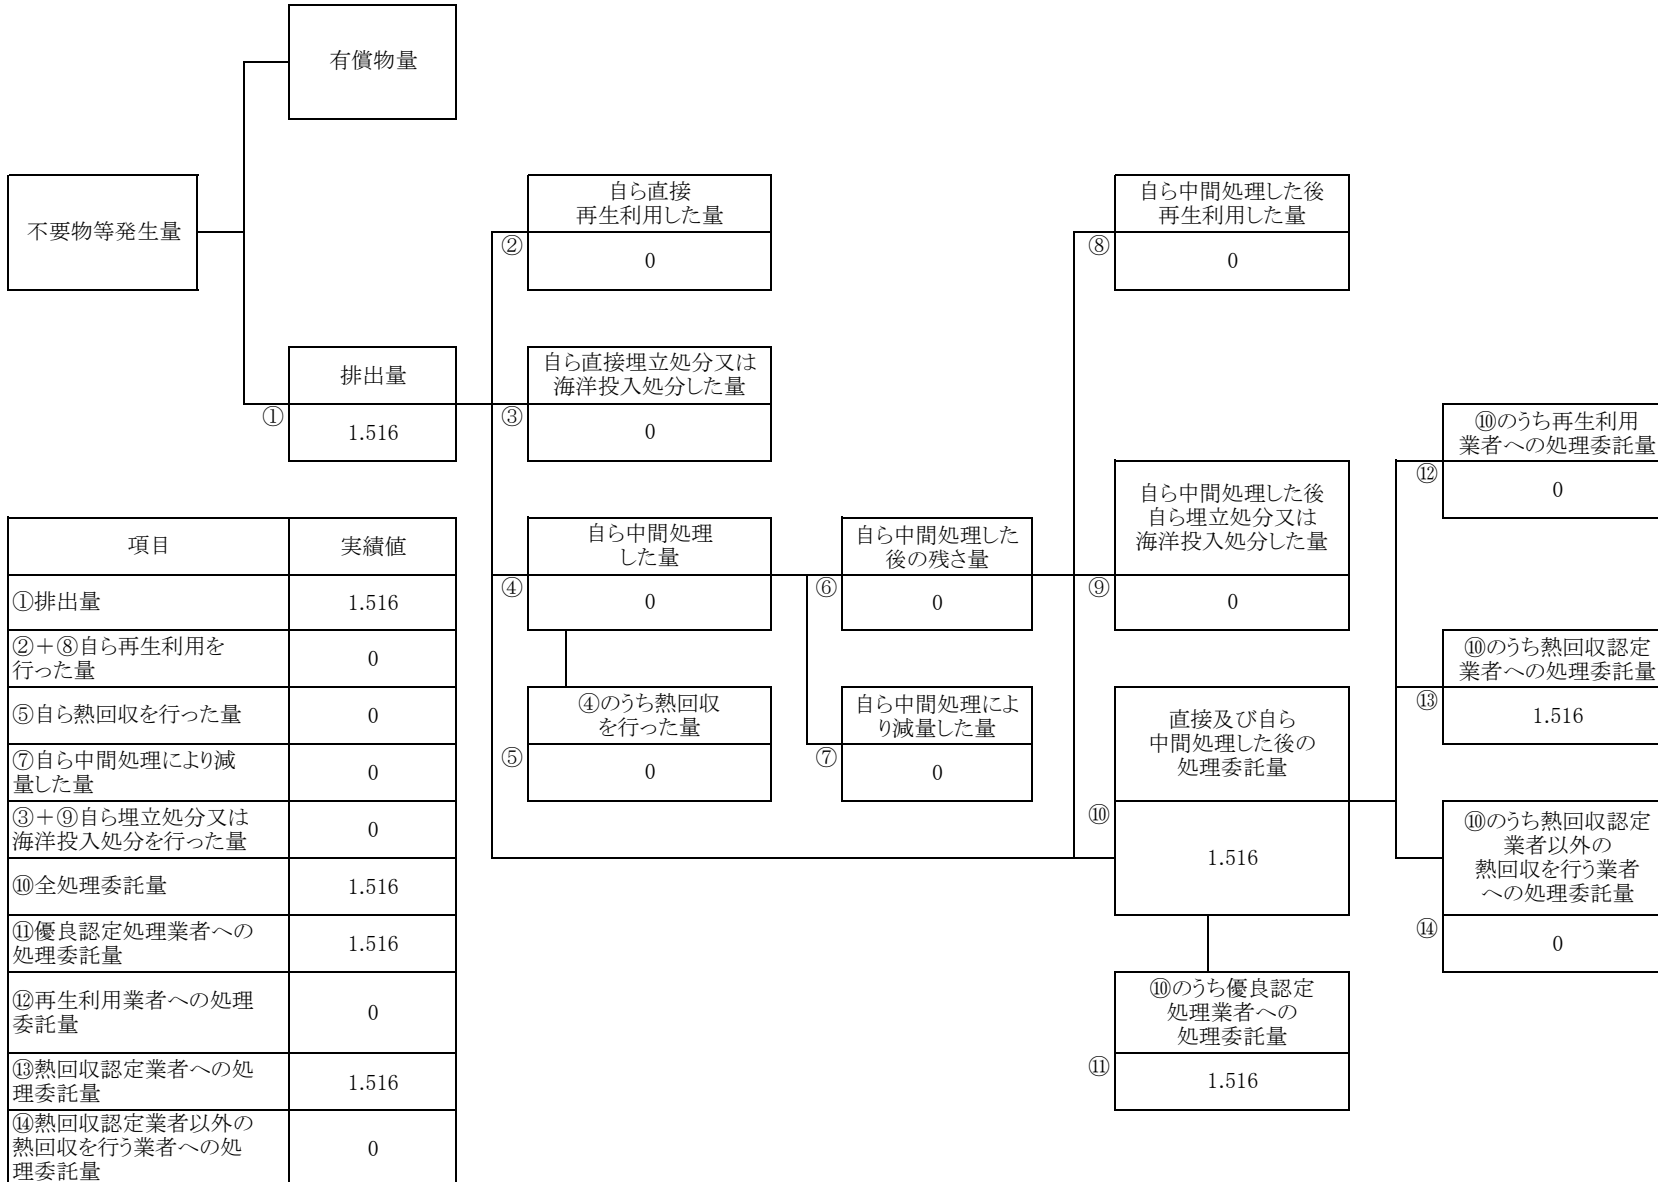 有償物量
不要物等発生量
自ら直接
再生利用した量
②
0
自ら中間処理した後
再生利用した量
⑧
0
排出量
①
1.516
自ら直接埋立処分又は
海洋投入処分した量
③
0
⑩のうち再生利用
業者への処理委託量
⑫
0
自ら中間処理
した量
④
0
自ら中間処理した
後の残さ量
⑥
0
自ら中間処理した後
自ら埋立処分又は
海洋投入処分した量
⑨
0
⑩のうち熱回収認定
業者への処理委託量
⑬
1.516
④のうち熱回収
を行った量
⑤
0
自ら中間処理によ
り減量した量
⑦
0
直接及び自ら
中間処理した後の
処理委託量
⑩
1.516
⑩のうち熱回収認定
業者以外の
熱回収を行う業者
への処理委託量
⑭
0
⑩のうち優良認定
処理業者への
処理委託量
⑪
1.516
項目 実績値
①排出量 1.516
②+⑧自ら再生利用を
行った量
0
⑤自ら熱回収を行った量 0
⑦自ら中間処理により減
量した量
0
③+⑨自ら埋立処分又は
海洋投入処分を行った量
0
⑩全処理委託量 1.516
⑪優良認定処理業者への
処理委託量
1.516
⑫再生利用業者への処理
委託量
0
⑬熱回収認定業者への処
理委託量
1.516
⑭熱回収認定業者以外の
熱回収を行う業者への処
理委託量
0